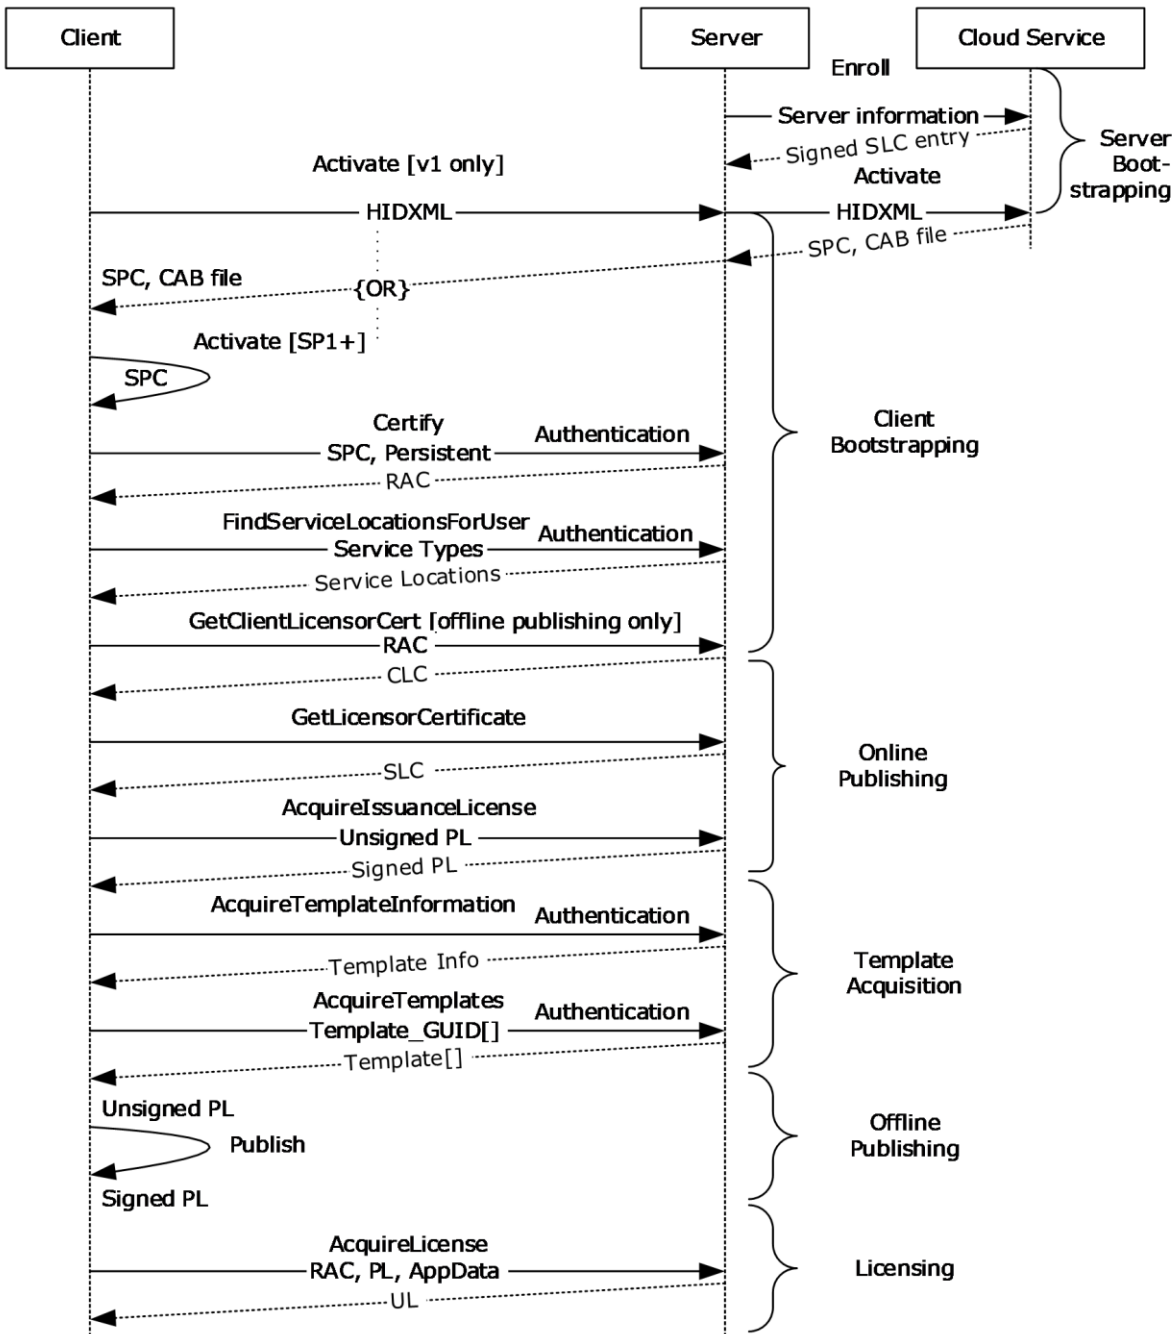 Client
Server
Cloud Service
Enroll
Server information
Signed SLC entry
Server
Boot-
strapping
Activate [v1 only]
Activate
HIDXML
HIDXML
SPC, CAB file
SPC, CAB file
{OR}
Activate [SP1+]
SPC
Certify
Authentication
SPC, Persistent
RAC
Client
Bootstrapping
FindServiceLocationsForUser
Authentication
Service Types
Service Locations
GetClientLicensorCert [offline publishing only]
RAC
CLC
GetLicensorCertificate
SLC
Online
Publishing
AcquireIssuanceLicense
Unsigned PL
Signed PL
AcquireTemplateInformation
Authentication
Template Info
Template
Acquisition
AcquireTemplates
Authentication
Template_GUID[]
Template[]
Unsigned PL
Publish
Signed PL
Offline
Publishing
AcquireLicense
RAC, PL, AppData
UL
Licensing